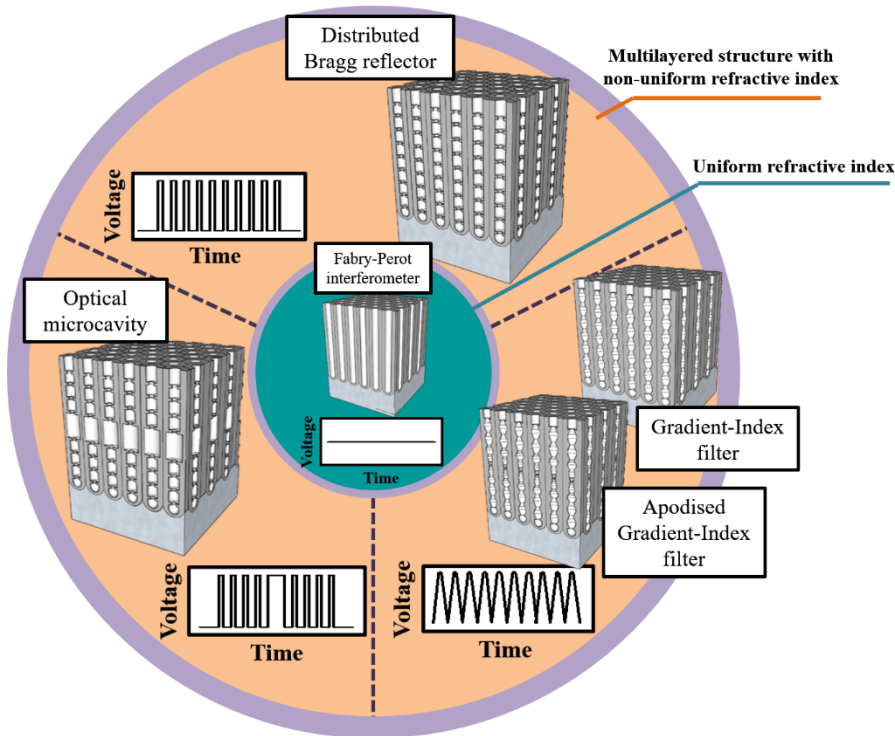 Distributed
Bragg reflector
Multilayered structure with
non-uniform refractive index
Uniform refractive index
Voltage
Time
Fabry-Perot
interferometer
Optical
microcavity
Voltage
Time
Gradient-Index
filter
Apodised
Gradient-Index
filter
Voltage
Time
Voltage
Time